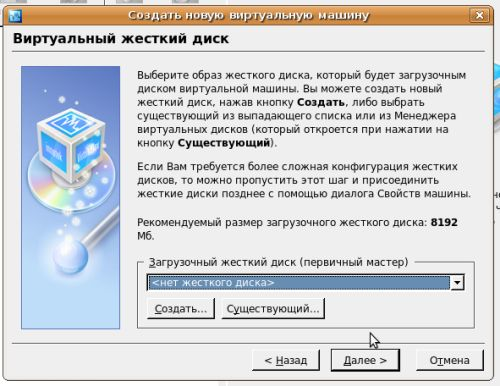 Создать новую виртуальную машину
Виртуальный жесткий диск
Выберите образ жесткого диска, который будет загрузочным
диском виртуальной машины. Вы можете создать новый
жесткий диск, нажав кнопку Создать, либо выбрать
существующий из выпадающего списка или из Менеджера
виртуальных дисков (который откроется при нажатии на
кнопку Существующий).
Если Вам требуется более сложная конфигурация жестких
дисков, то можно пропустить этот шаг и присоединить
жесткие диски позднее с помощью диалога Свойств машины.
Рекомендуемый размер загрузочного жесткого диска: 8192
Мб.
Загрузочный жесткий диск (первичный мастер)
<нет жесткого диска>
Создать... Существующий...
< Назад Далее > Отмена